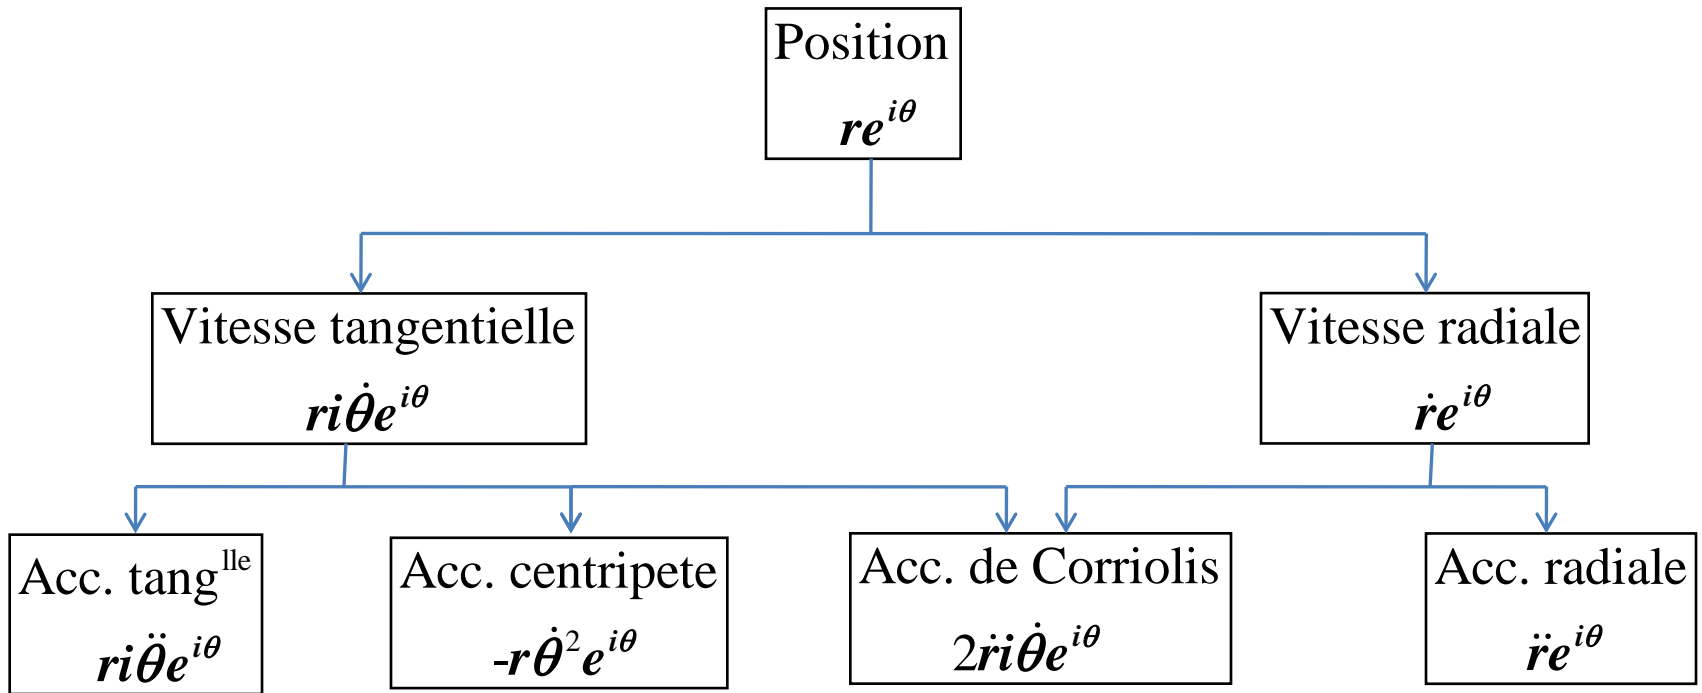 Position
re^{iθ}
Vitesse tangentielle
riθ̇e^{iθ}
Vitesse radiale
ṙe^{iθ}
Acc. tang^{lle}
riθ̈e^{iθ}
Acc. centripete
-rθ̇²e^{iθ}
Acc. de Corriolis
2ṙiθ̇e^{iθ}
Acc. radiale
r̈e^{iθ}